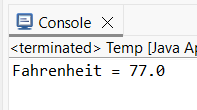 Console
<terminated> Temp [Java Ap
Fahrenheit = 77.0